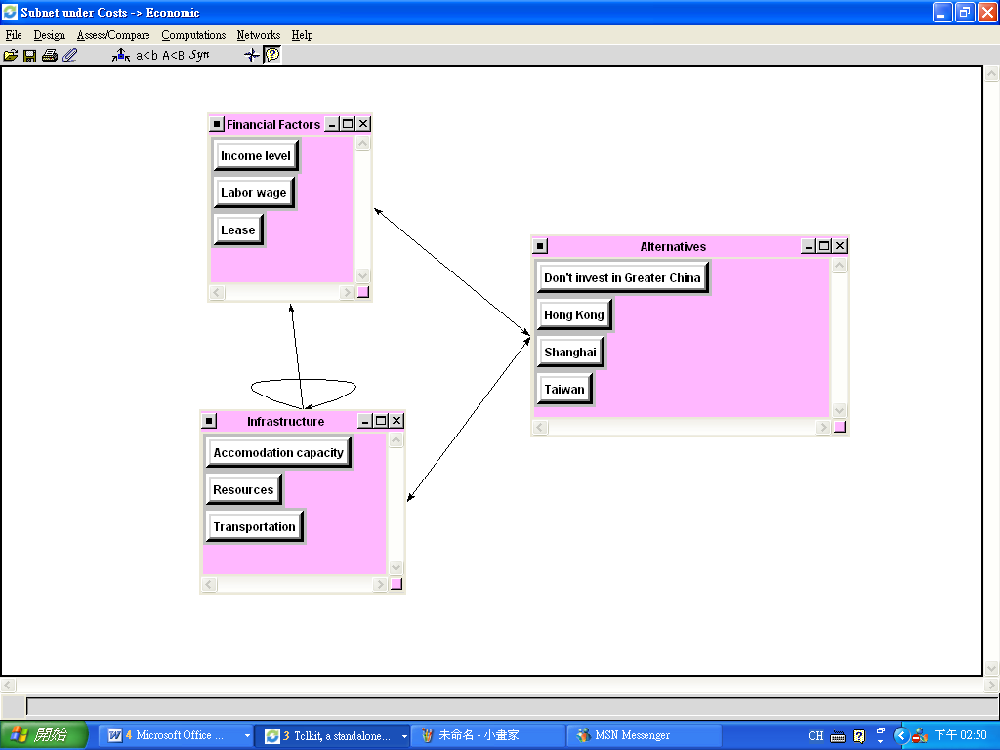 Subnet under Costs -> Economic
File Design Assess/Compare Computations Networks Help
a<b A<B Syn
Financial Factors
Income level
Labor wage
Lease
Alternatives
Don't invest in Greater China
Hong Kong
Shanghai
Taiwan
Infrastructure
Accomodation capacity
Resources
Transportation
開始 4 Microsoft Office ... 3 Tclkit, a standalone... 未命名 - 小畫家 MSN Messenger CH 下午 02:50